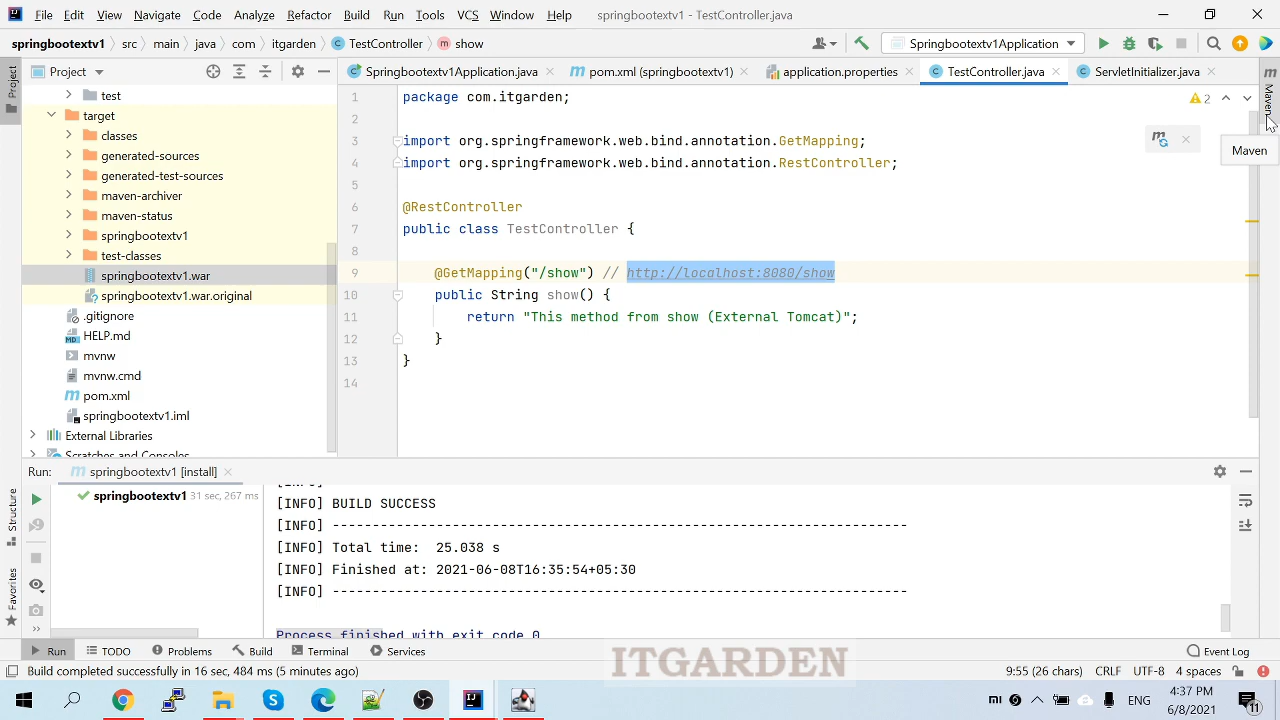 File Edit View Navigate Code Analyze Refactor Build Run Tools VCS Window Help springbootextv1 - TestController.java
springbootextv1 src main java com itgarden TestController show Springbootextv1Application
Project Springbootextv1Application.java pom.xml (springbootextv1) application.properties TestController.java ServletInitializer.java
Project
Maven
Maven
2
test
target
classes
generated-sources
generated-test-sources
maven-archiver
maven-status
springbootextv1
test-classes
springbootextv1.war
springbootextv1.war.original
.gitignore
HELP.md
mvnw
mvnw.cmd
pom.xml
springbootextv1.iml
External Libraries
Scratches and Consoles
1 package com.itgarden;
2
3 import org.springframework.web.bind.annotation.GetMapping;
4 import org.springframework.web.bind.annotation.RestController;
5
6 @RestController
7 public class TestController {
8
9 @GetMapping("/show") // http://localhost:8080/show
10 public String show() {
11 return "This method from show (External Tomcat)";
12 }
13 }
14
Run: springbootextv1 [install]
springbootextv1 31 sec, 267 ms
[INFO] BUILD SUCCESS
[INFO] ------------------------------------------------------------------------
[INFO] Total time: 25.038 s
[INFO] Finished at: 2021-06-08T16:35:54+05:30
[INFO] ------------------------------------------------------------------------
Process finished with exit code 0
Structure
Favorites
Run TODO Problems Build Terminal Services Event Log
Build completed successfully in 16 sec, 484 ms (5 minutes ago) 9:55 (26 chars) CRLF UTF-8 4 spaces
ITGARDEN
ENG 4:37 PM
6/8/2021
11